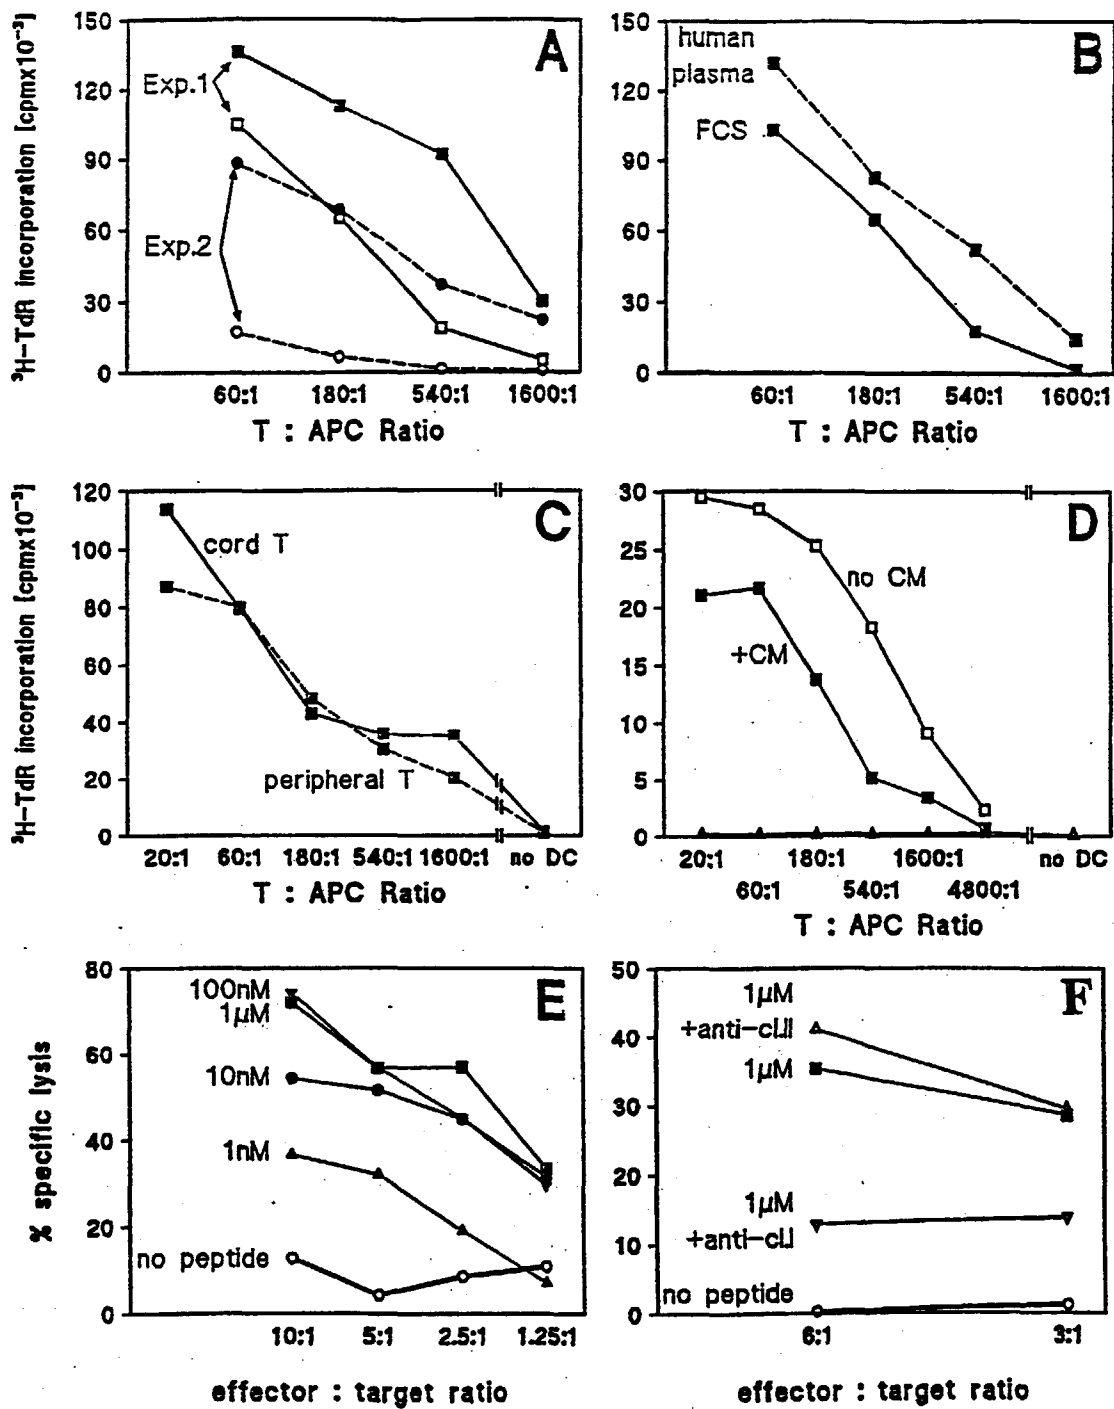 ³H-TdR incorporation [cpmx10⁻³]
150
120
90
60
30
0
A
Exp.1
Exp.2
60:1 180:1 540:1 1600:1
T : APC Ratio
150
120
90
60
30
0
B
human
plasma
FCS
60:1 180:1 540:1 1600:1
T : APC Ratio
³H-TdR incorporation [cpmx10⁻³]
120
100
80
60
40
20
0
C
cord T
peripheral T
20:1 60:1 180:1 540:1 1600:1 no DC
T : APC Ratio
30
25
20
15
10
5
0
D
no CM
+CM
20:1 180:1 1600:1 no DC
60:1 540:1 4800:1
T : APC Ratio
% specific lysis
80
60
40
20
0
E
100nM
1µM
10nM
1nM
no peptide
10:1 5:1 2.5:1 1.25:1
effector : target ratio
50
40
30
20
10
0
F
1µM
+anti-cl.II
1µM
1µM
+anti-cl.I
no peptide
6:1 3:1
effector : target ratio